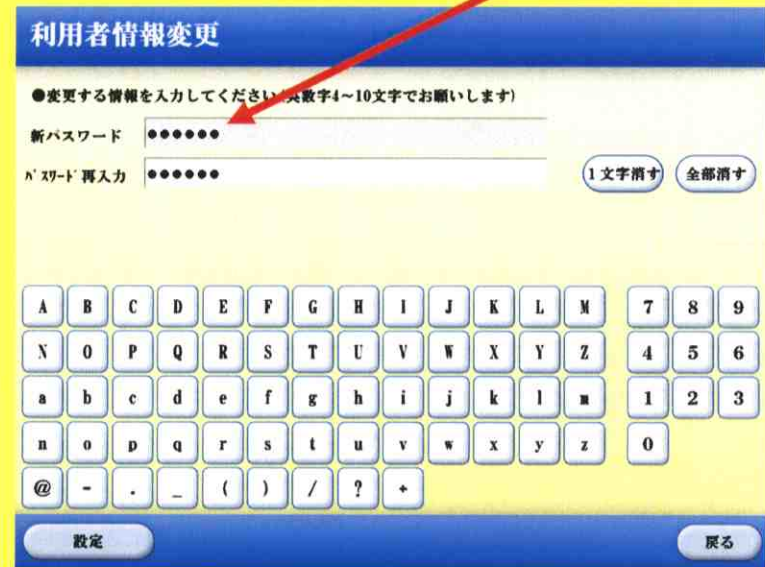 利用者情報変更
●変更する情報を入力してください(英数字4~10文字でお願いします)
新パスワード ●●●●●●
パスワード再入力 ●●●●●● 1文字消す 全部消す
A B C D E F G H I J K L M 7 8 9
N O P Q R S T U V W X Y Z 4 5 6
a b c d e f g h i j k l m 1 2 3
n o p q r s t u v w x y z 0
@ - . _ ( ) / ? +
設定 戻る